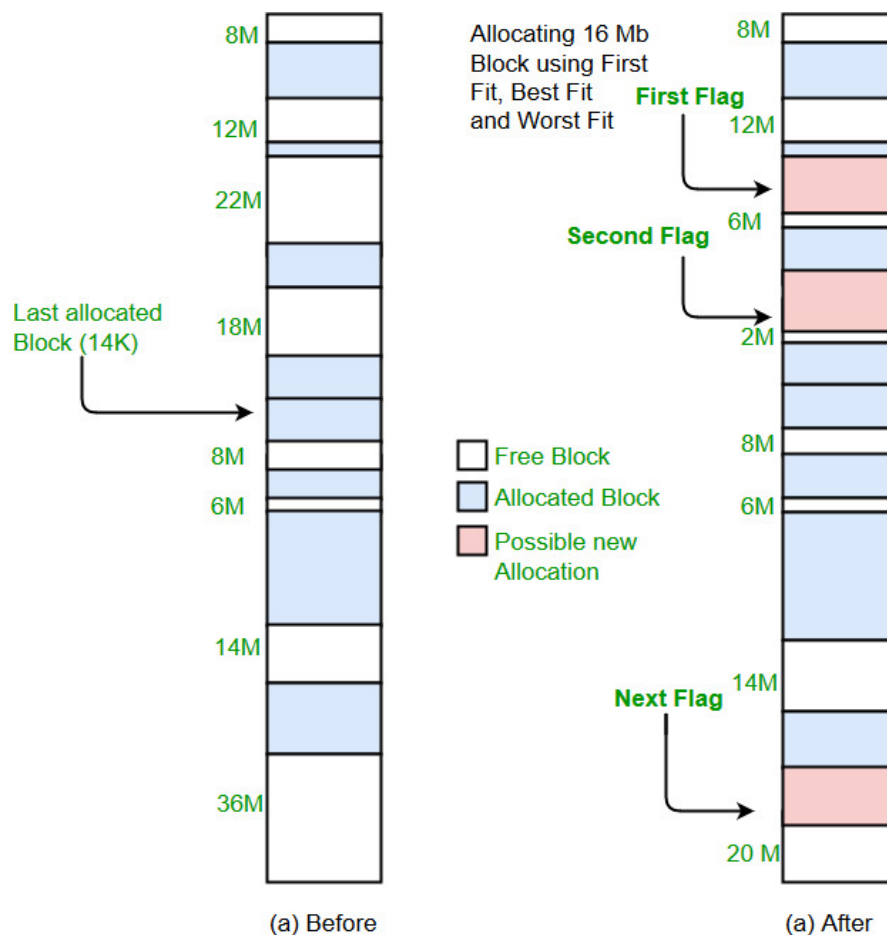 8M
12M
22M
18M
Last allocated
Block (14K)
8M
6M
14M
36M
(a) Before
Allocating 16 Mb
Block using First
Fit, Best Fit
and Worst Fit
First Flag
Second Flag
Free Block
Allocated Block
Possible new
Allocation
Next Flag
8M
12M
6M
2M
8M
6M
14M
20 M
(a) After